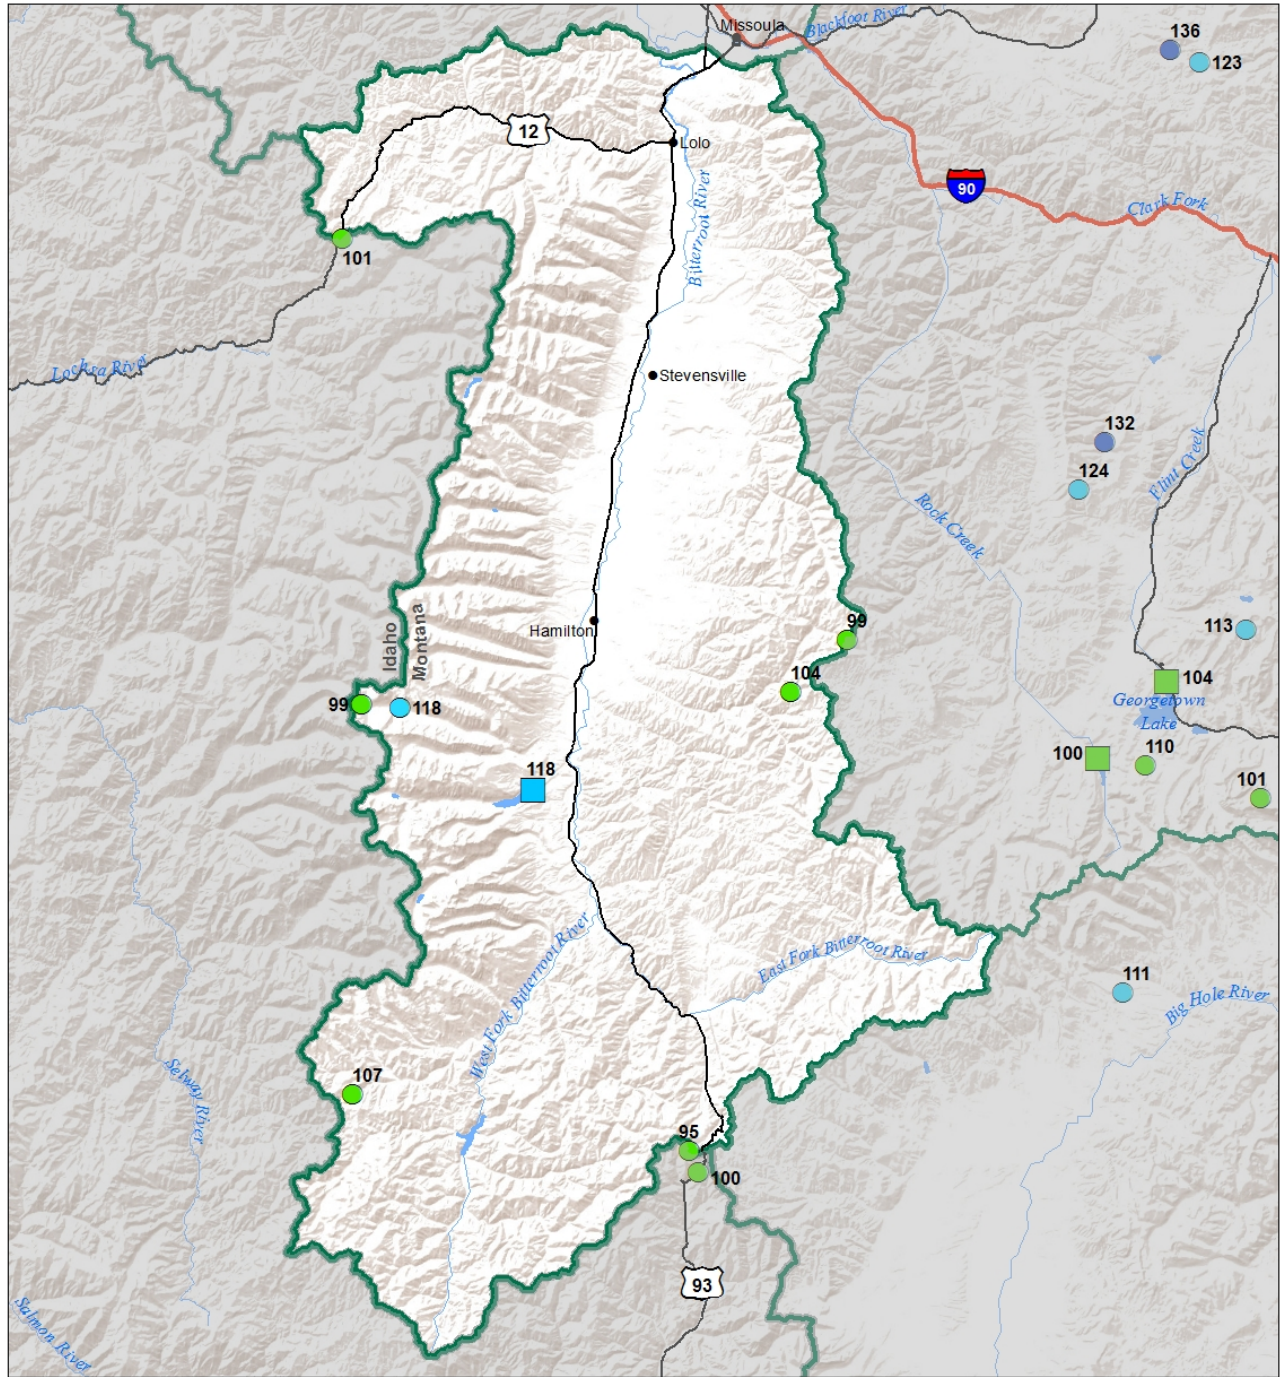 Missoula
Blackfoot River
136
123
12
Lolo
90
Bitterroot River
Clark Fork
101
Lochsa River
Stevensville
132
124
Flint Creek
Rock Creek
Idaho
Montana
Hamilton
99
113
104
104
99
118
Georgetown
Lake
118
100
110
101
West Fork Bitterroot River
East Fork Bitterroot River
111
Big Hole River
Selway River
107
95
100
93
Salmon River